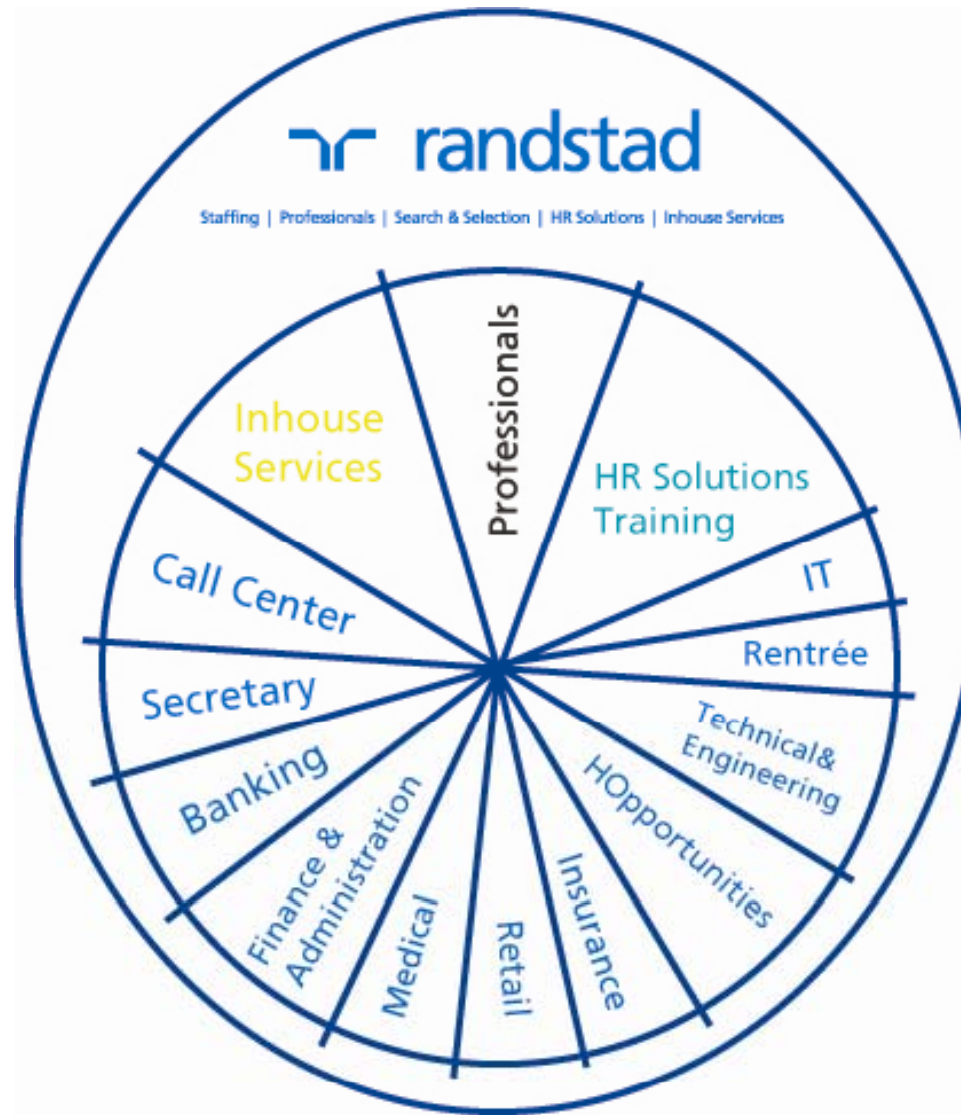 randstad
Staffing | Professionals | Search & Selection | HR Solutions | Inhouse Services
Professionals
HR Solutions
Training
IT
Rentrée
Technical&
Engineering
HOpportunities
Insurance
Retail
Medical
Finance &
Administration
Banking
Secretary
Call Center
Inhouse
Services